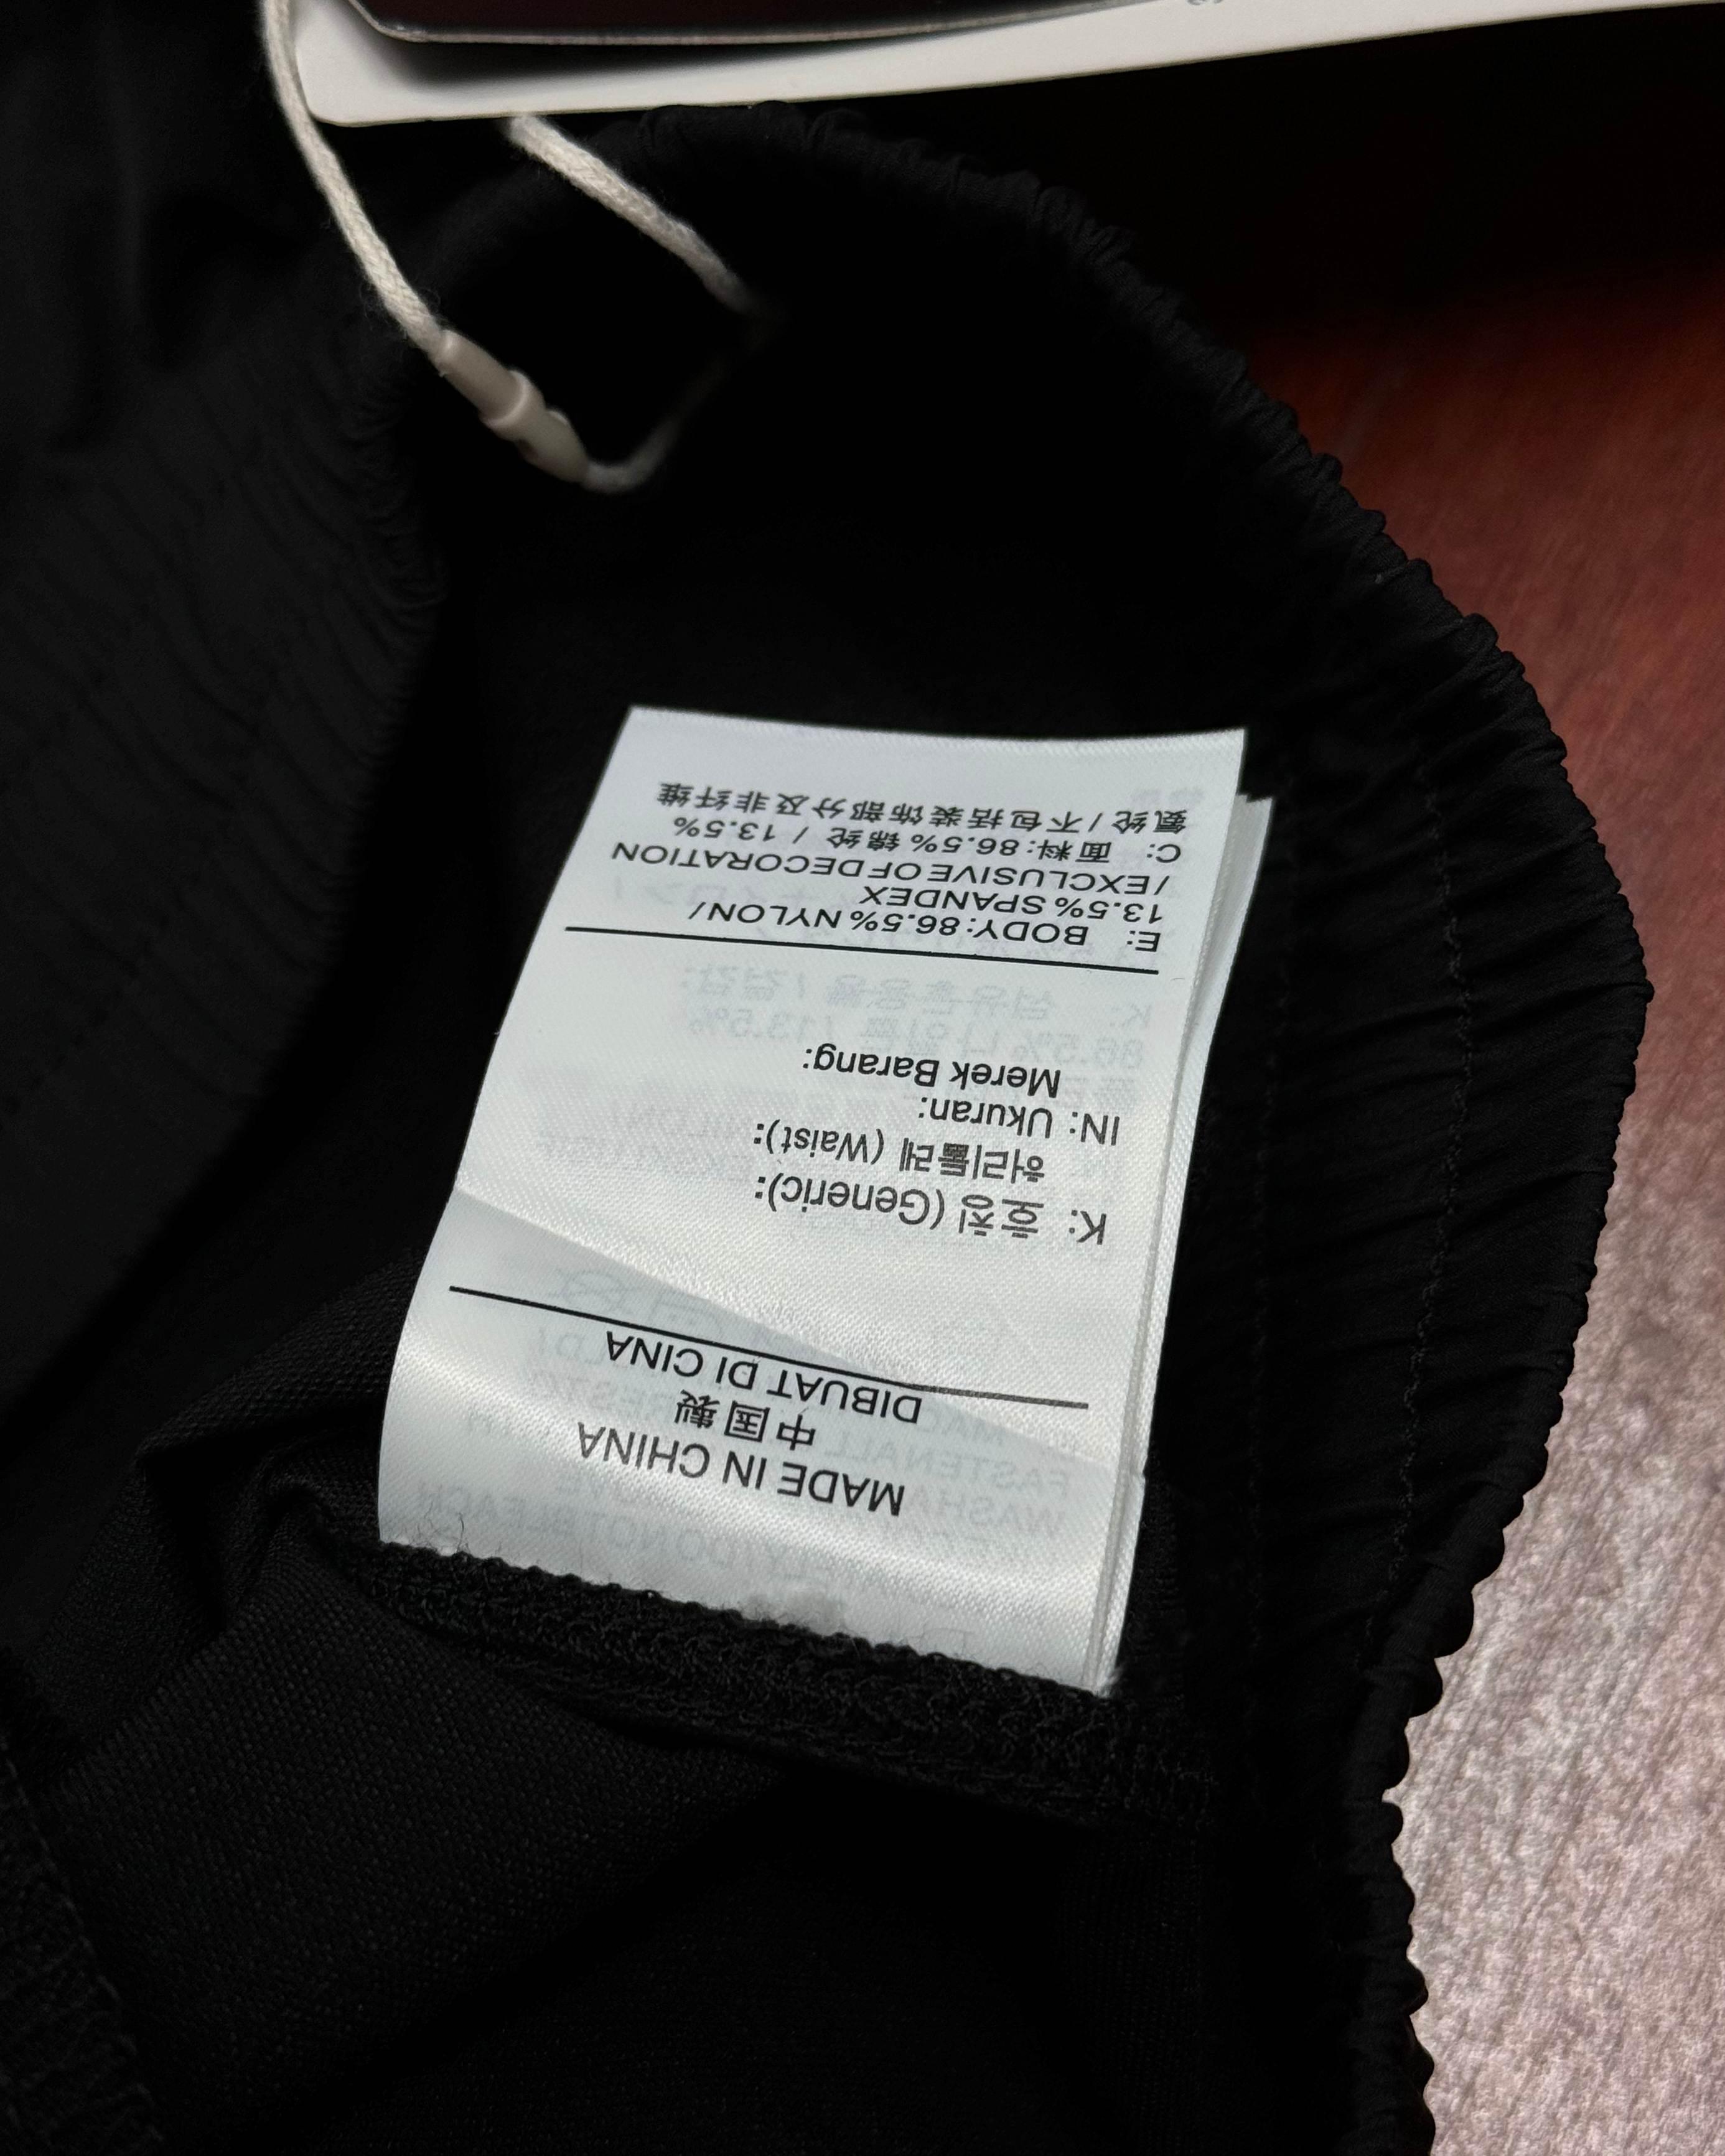 MADE IN CHINA
中国製
DIBUAT DI CINA
K: 호칭 (Generic):
허리둘레 (Waist):
IN: Ukuran:
Merek Barang:
E: BODY: 86.5% NYLON/
13.5% SPANDEX
/ EXCLUSIVE OF DECORATION
C: 面料: 86.5% 锦纶 / 13.5%
氨纶 / 不包括装饰部分及非纤维